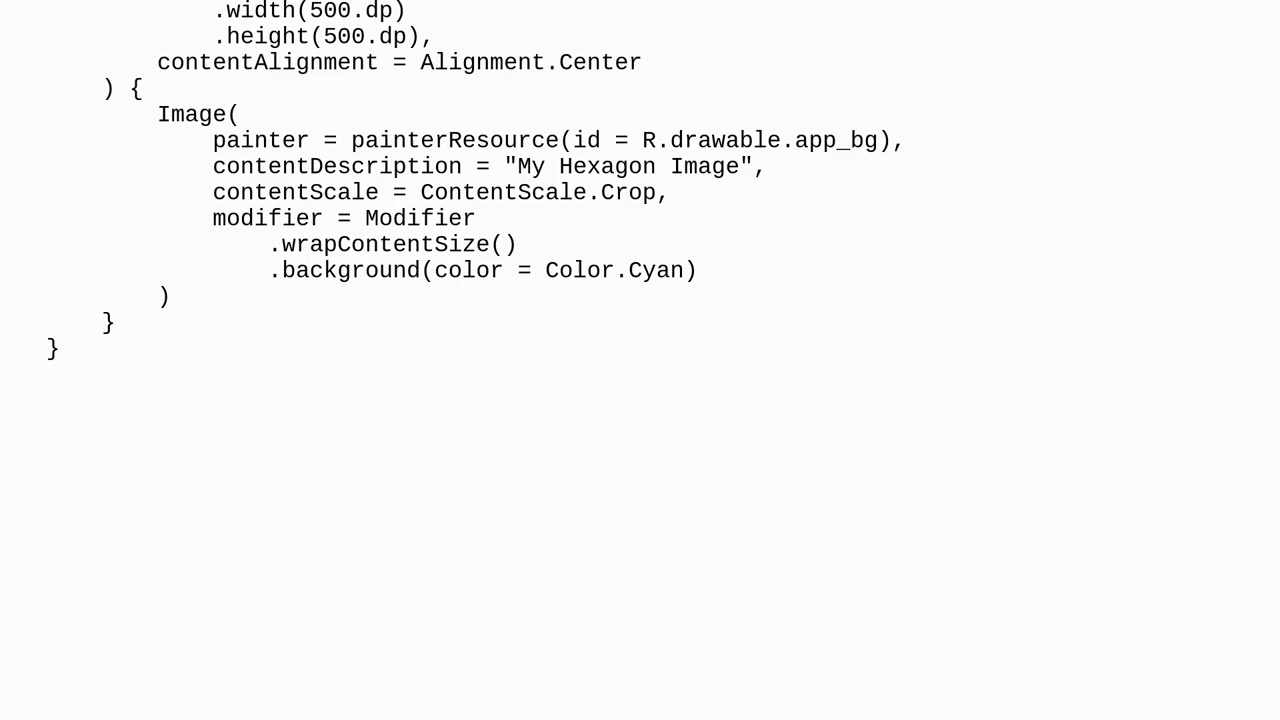 .width(500.dp)
.height(500.dp),
contentAlignment = Alignment.Center
) {
Image(
painter = painterResource(id = R.drawable.app_bg),
contentDescription = "My Hexagon Image",
contentScale = ContentScale.Crop,
modifier = Modifier
.wrapContentSize()
.background(color = Color.Cyan)
)
}
}